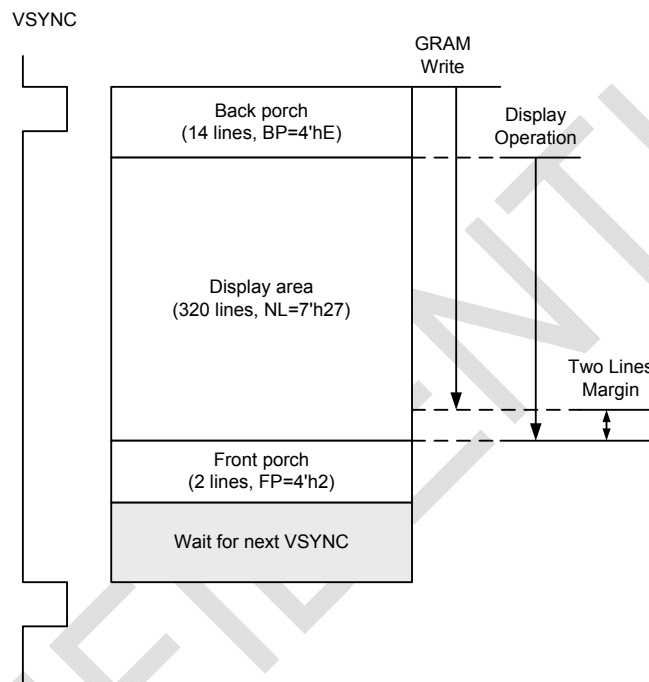 VSYNC
GRAM
Write
Back porch
(14 lines, BP=4'hE)
Display
Operation
Display area
(320 lines, NL=7'h27)
Two Lines
Margin
Front porch
(2 lines, FP=4'h2)
Wait for next VSYNC